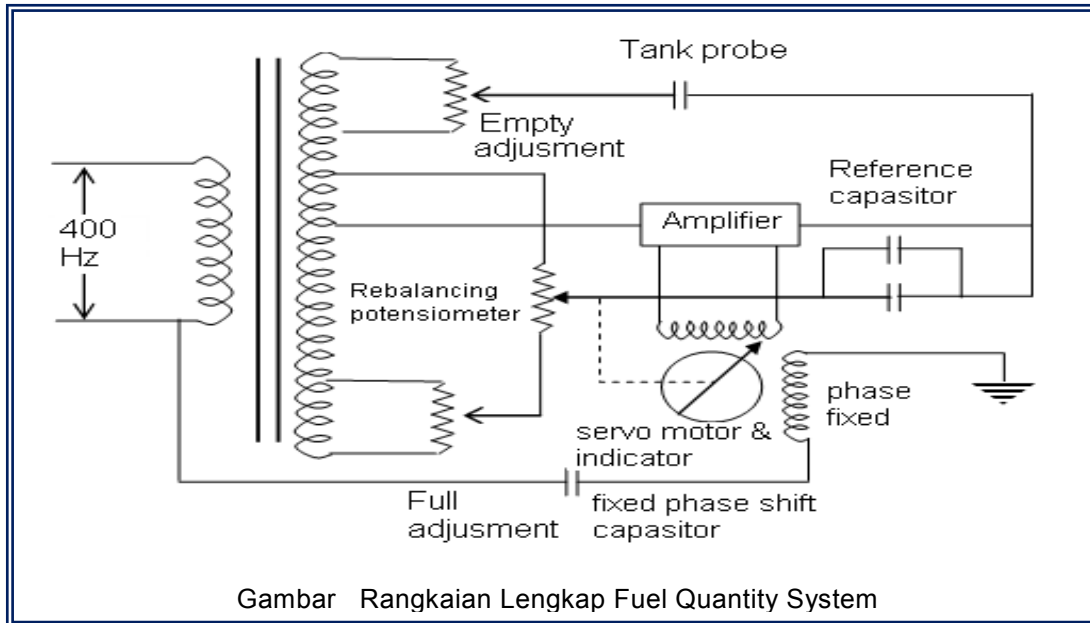 Tank probe
Empty
adjusment
Reference
capasitor
400
Hz
Amplifier
Rebalancing
potensiometer
phase
fixed
servo motor &
indicator
Full
adjusment
fixed phase shift
capasitor
Gambar Rangkaian Lengkap Fuel Quantity System